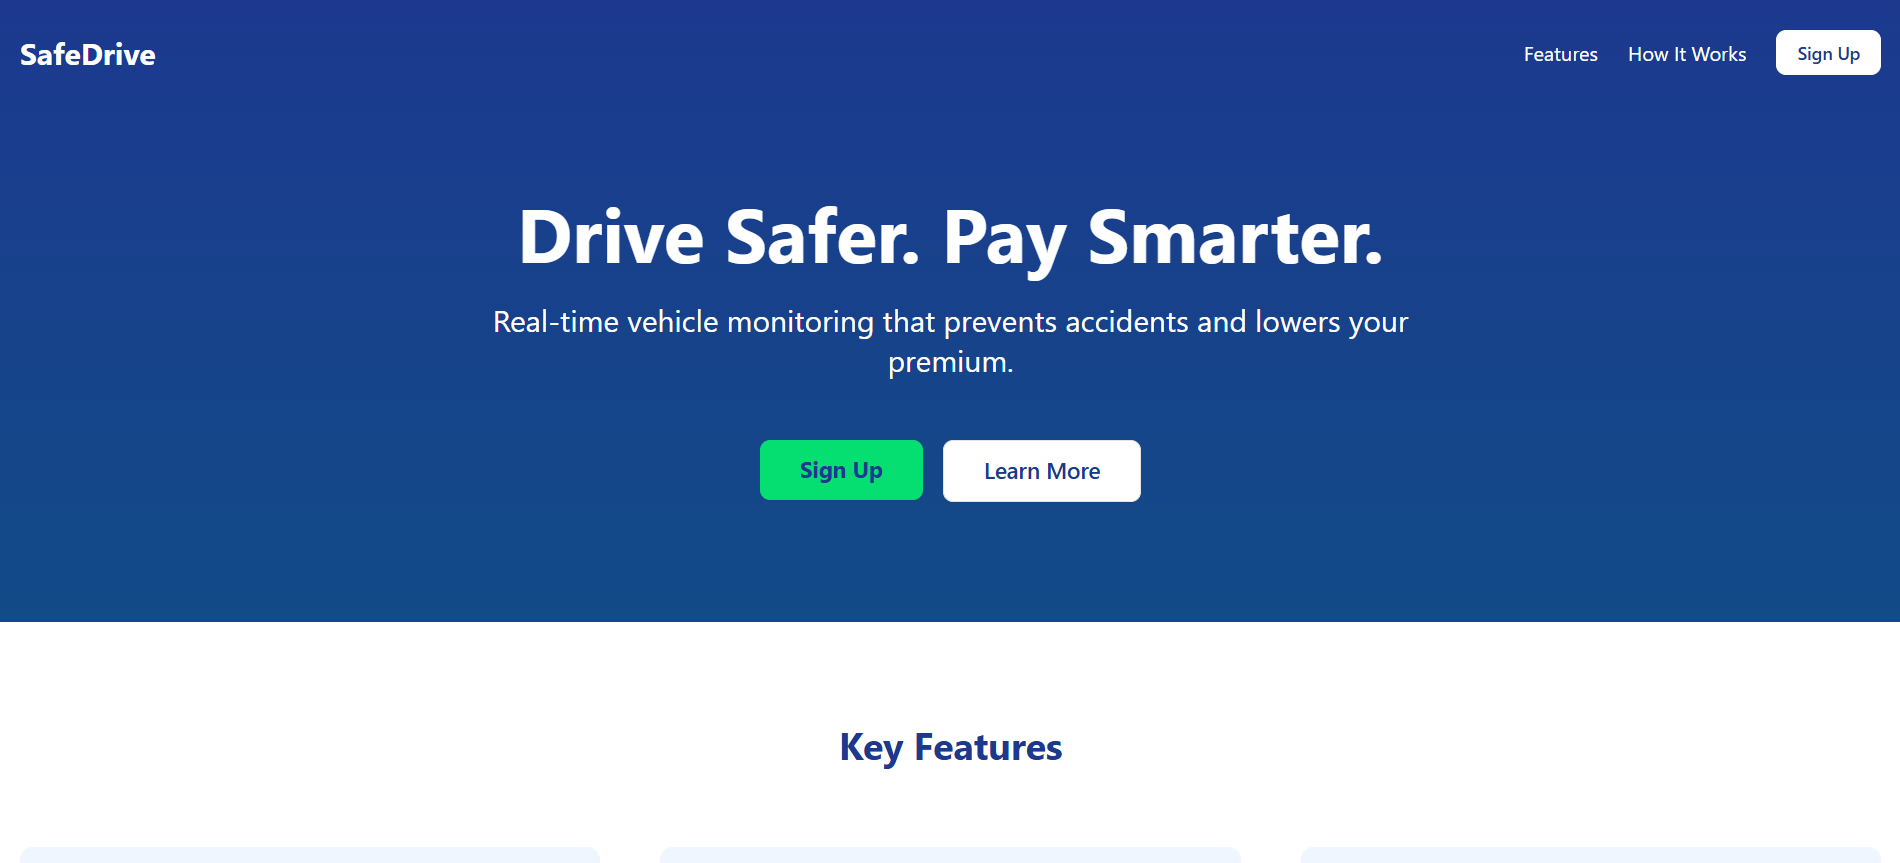 SafeDrive
Features
How It Works
Sign Up
Drive Safer. Pay Smarter.
Real-time vehicle monitoring that prevents accidents and lowers your
premium.
Sign Up
Learn More
Key Features